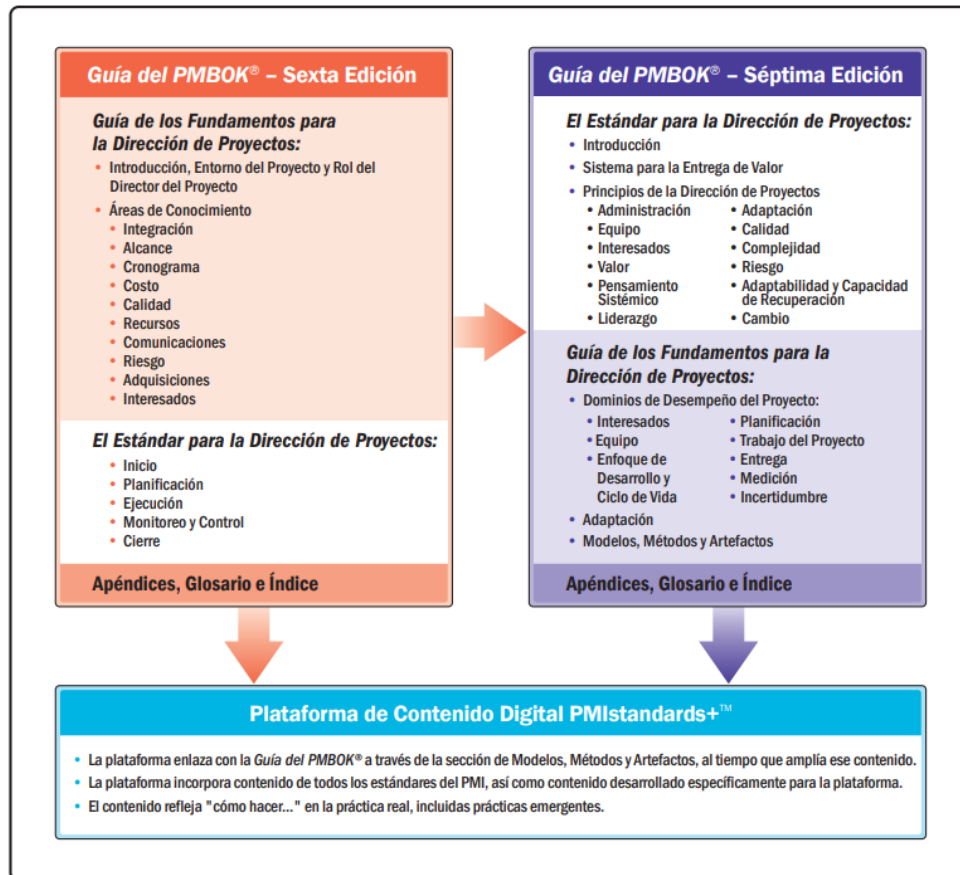 Guía del PMBOK® – Sexta Edición
Guía de los Fundamentos para
la Dirección de Proyectos:
• Introducción, Entorno del Proyecto y Rol del
Director del Proyecto
• Áreas de Conocimiento
• Integración
• Alcance
• Cronograma
• Costo
• Calidad
• Recursos
• Comunicaciones
• Riesgo
• Adquisiciones
• Interesados
El Estándar para la Dirección de Proyectos:
• Inicio
• Planificación
• Ejecución
• Monitoreo y Control
• Cierre
Apéndices, Glosario e Índice
Guía del PMBOK® – Séptima Edición
El Estándar para la Dirección de Proyectos:
• Introducción
• Sistema para la Entrega de Valor
• Principios de la Dirección de Proyectos
• Administración
• Equipo
• Interesados
• Valor
• Pensamiento
Sistémico
• Liderazgo
• Adaptación
• Calidad
• Complejidad
• Riesgo
• Adaptabilidad y Capacidad
de Recuperación
• Cambio
Guía de los Fundamentos para la
Dirección de Proyectos:
• Dominios de Desempeño del Proyecto:
• Interesados
• Equipo
• Enfoque de
Desarrollo y
Ciclo de Vida
• Planificación
• Trabajo del Proyecto
• Entrega
• Medición
• Incertidumbre
• Adaptación
• Modelos, Métodos y Artefactos
Apéndices, Glosario e Índice
Plataforma de Contenido Digital PMIstandards+™
• La plataforma enlaza con la Guía del PMBOK® a través de la sección de Modelos, Métodos y Artefactos, al tiempo que amplía ese contenido.
• La plataforma incorpora contenido de todos los estándares del PMI, así como contenido desarrollado específicamente para la plataforma.
• El contenido refleja "cómo hacer..." en la práctica real, incluidas prácticas emergentes.